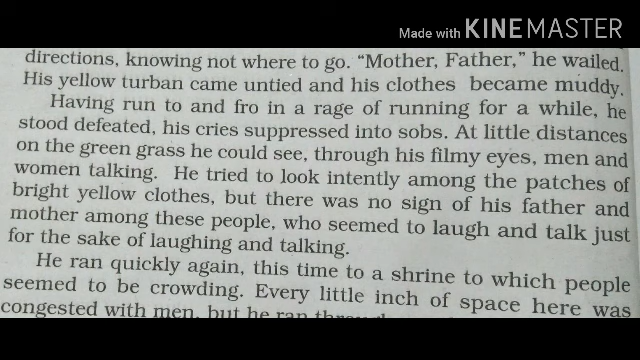 Made with KINEMASTER
directions, knowing not where to go. “Mother, Father,” he wailed.
His yellow turban came untied and his clothes became muddy.
Having run to and fro in a rage of running for a while, he
stood defeated, his cries suppressed into sobs. At little distances
on the green grass he could see, through his filmy eyes, men and
women talking. He tried to look intently among the patches of
bright yellow clothes, but there was no sign of his father and
mother among these people, who seemed to laugh and talk just
for the sake of laughing and talking.
He ran quickly again, this time to a shrine to which people
seemed to be crowding. Every little inch of space here was
congested with men, but he ran